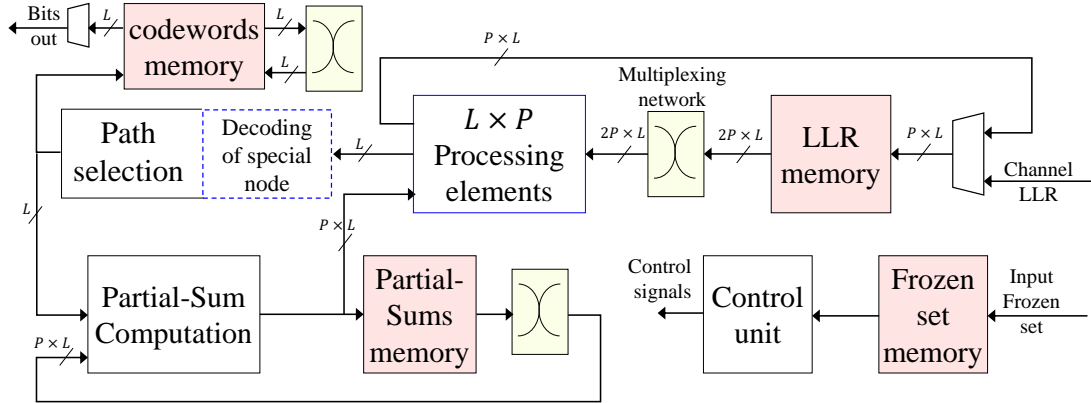 Bits
out
L
codewords
memory
L
L
P × L
Multiplexing
network
Path
selection
Decoding
of special
node
L
L × P
Processing
elements
2P × L
2P × L
LLR
memory
P × L
Channel
LLR
L
P × L
Partial-Sum
Computation
P × L
Partial-
Sums
memory
Control
signals
Control
unit
Frozen
set
memory
Input
Frozen
set